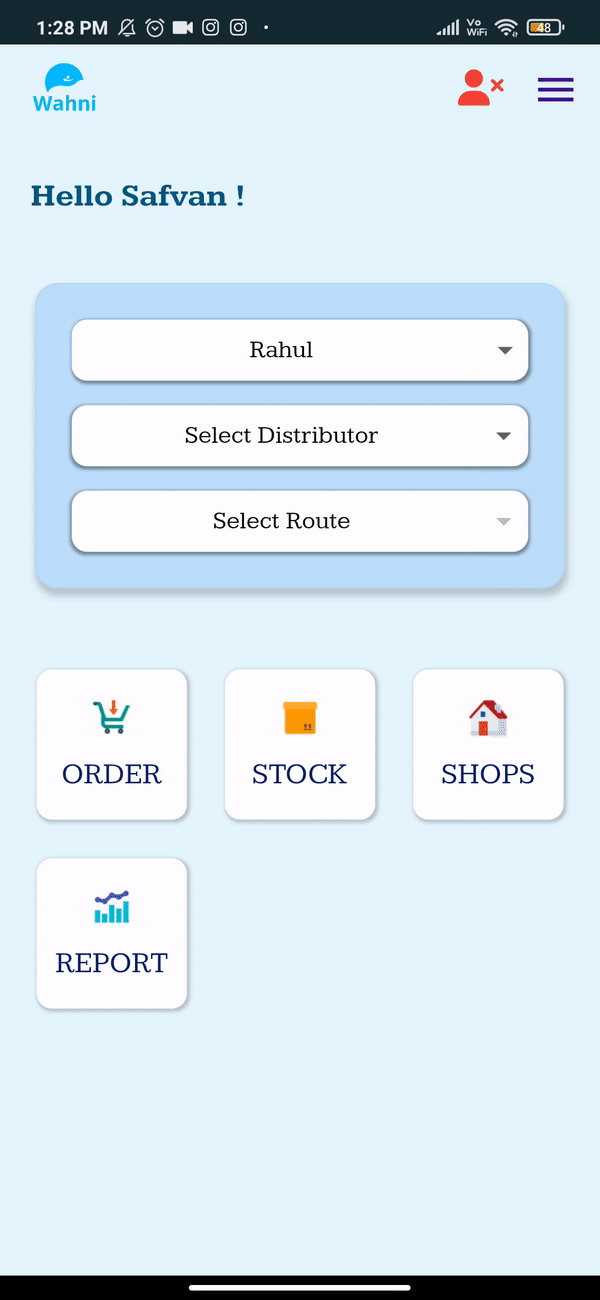 1:28 PM
Vo
WiFi
48
Wahni
Hello Safvan !
Rahul
Select Distributor
Select Route
ORDER
STOCK
SHOPS
REPORT